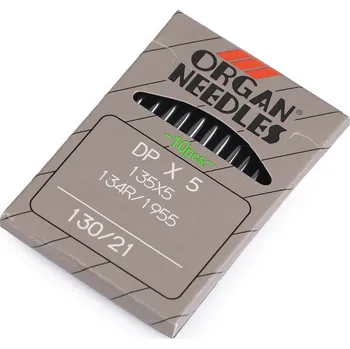 ORGAN
NEEDLES
-10pcs-
DP X 5
135X5
134R/1955
130/21